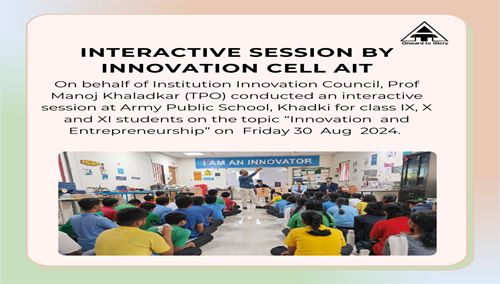 Onward to Glory
INTERACTIVE SESSION BY
INNOVATION CELL AIT
On behalf of Institution Innovation Council, Prof
Manoj Khaladkar (TPO) conducted an interactive
session at Army Public School, Khadki for class IX, X
and XI students on the topic “Innovation and
Entrepreneurship” on Friday 30 Aug 2024.
I AM AN INNOVATOR